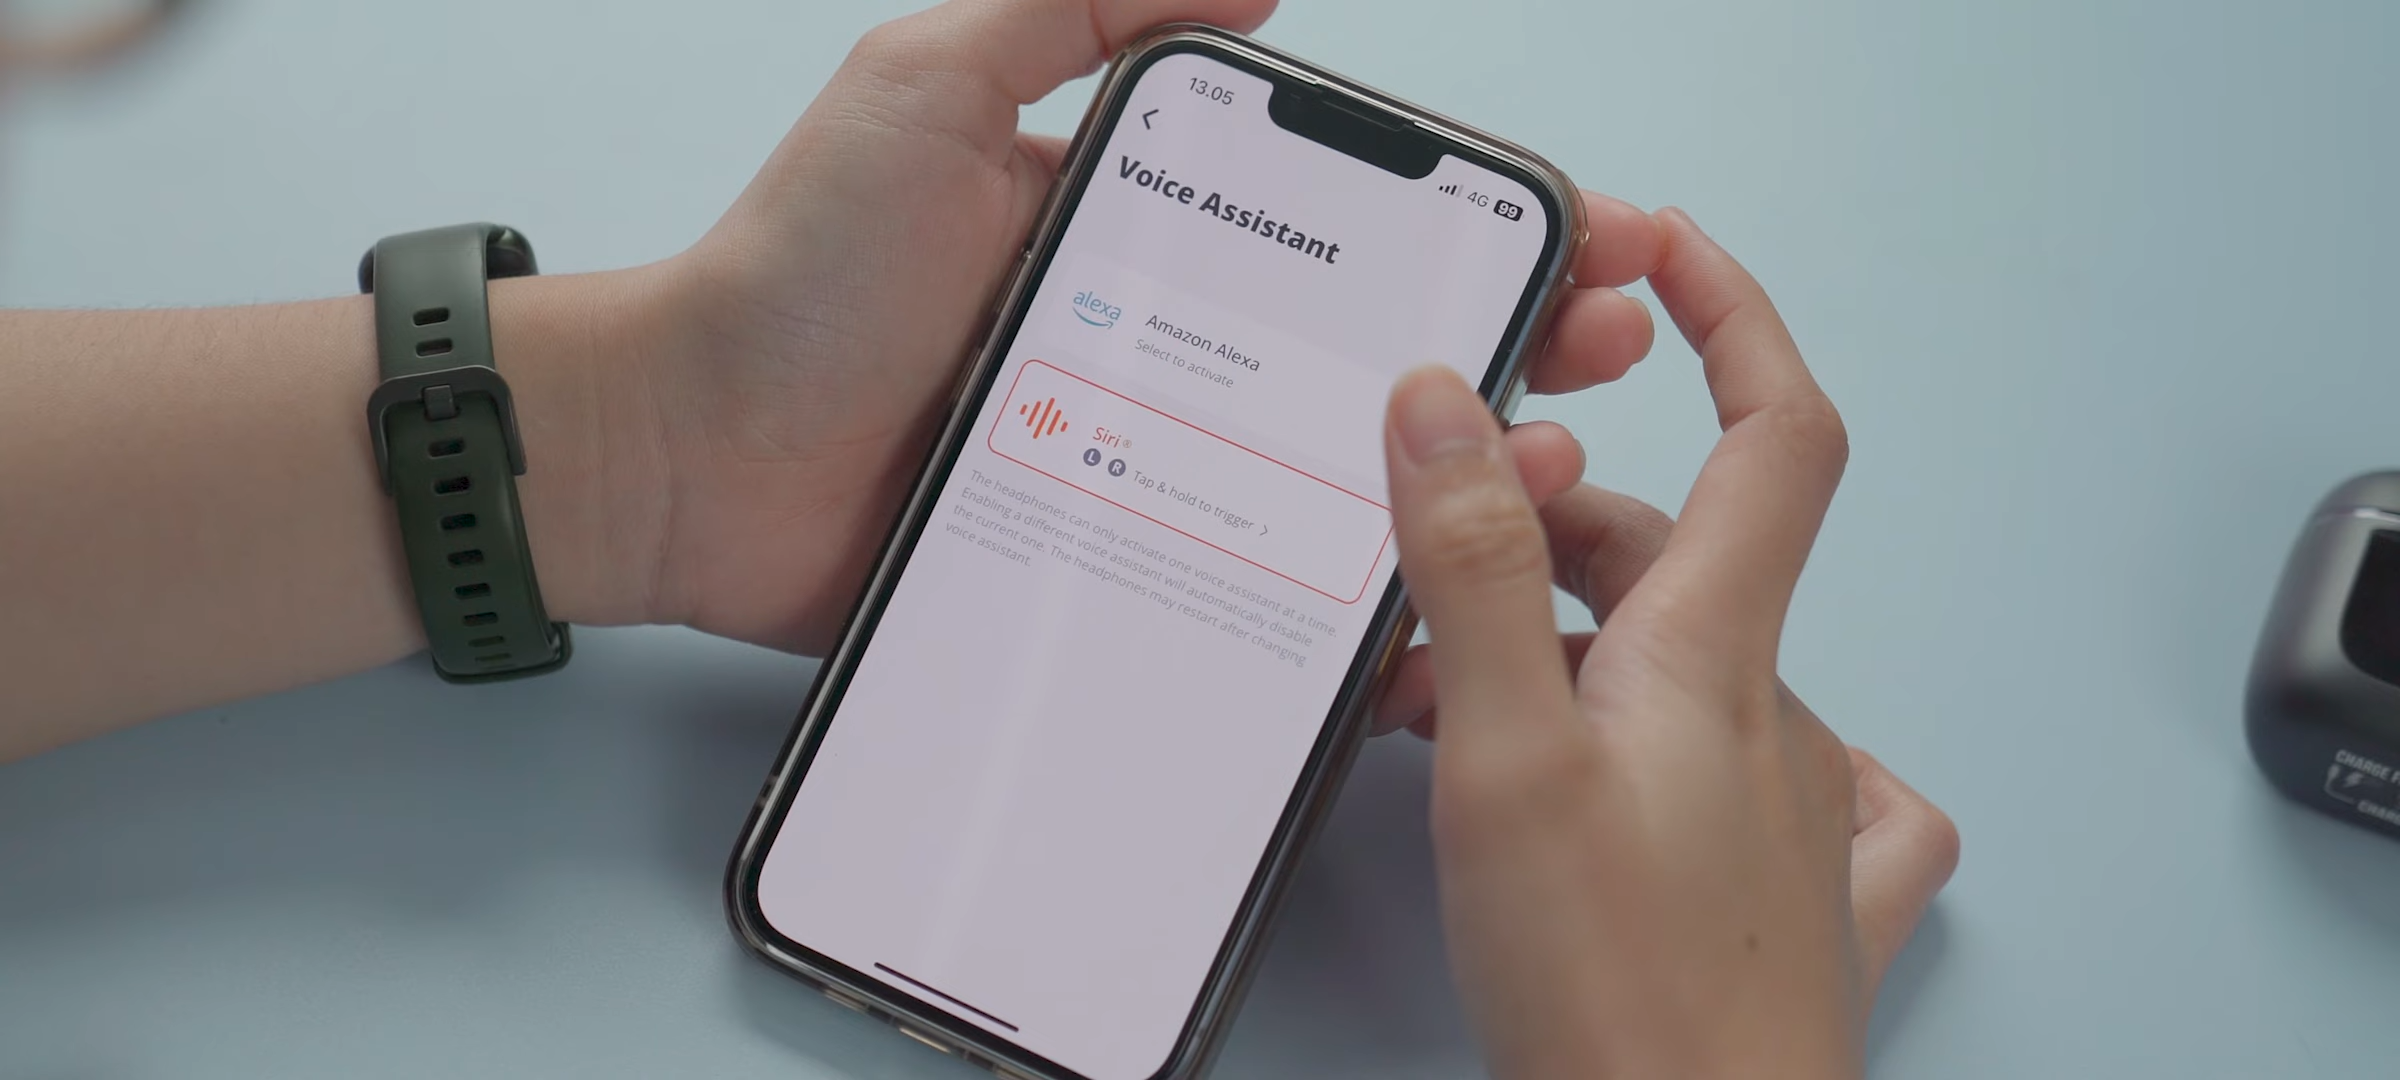 13.05
4G 99
Voice Assistant
alexa
Amazon Alexa
Select to activate
Siri®
L R Tap & hold to trigger >
The headphones can only activate one voice assistant at a time.
Enabling a different voice assistant will automatically disable
the current one. The headphones may restart after changing
voice assistant.
CHARGE